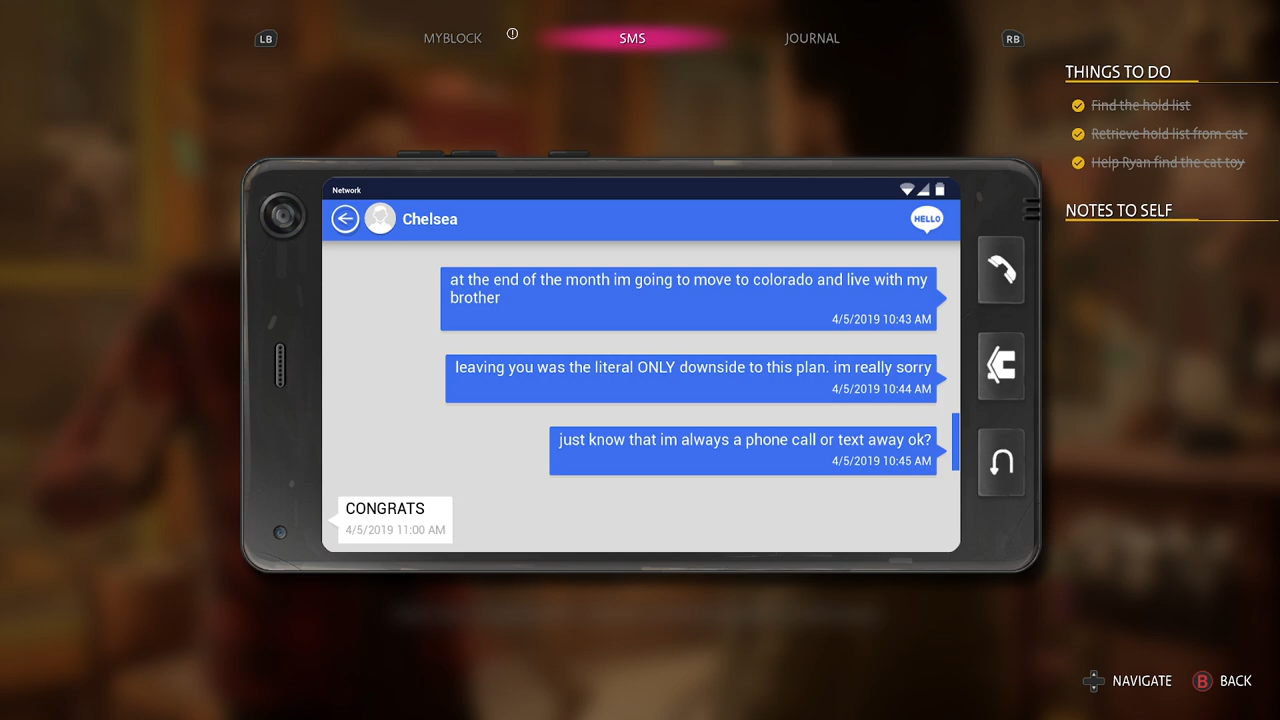 LB
MYBLOCK
SMS
JOURNAL
RB
THINGS TO DO
Find the hold list
Retrieve hold list from cat
Help Ryan find the cat toy
NOTES TO SELF
Network
Chelsea
HELLO
at the end of the month im going to move to colorado and live with my
brother
4/5/2019 10:43 AM
leaving you was the literal ONLY downside to this plan. im really sorry
4/5/2019 10:44 AM
just know that im always a phone call or text away ok?
4/5/2019 10:45 AM
CONGRATS
4/5/2019 11:00 AM
NAVIGATE
B BACK